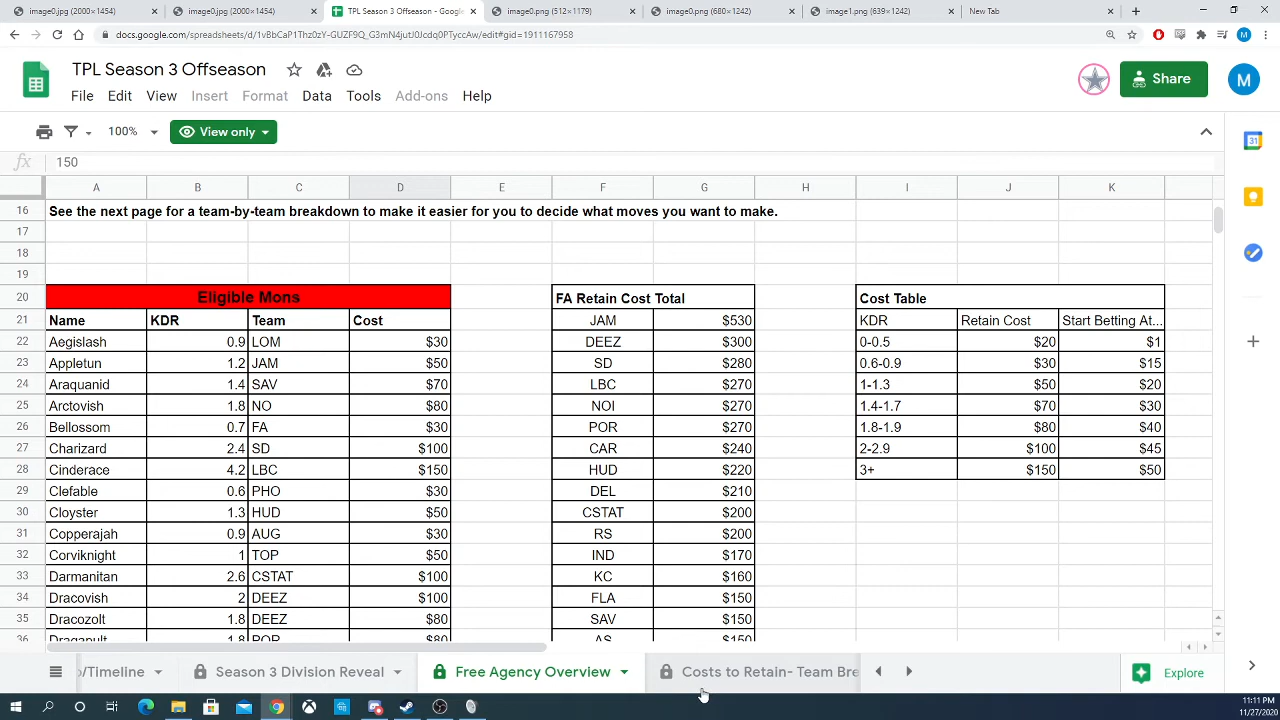 image0.jpg (2000×1454)
image0.jpg (2000×1454)
TPL Season 3 Offseason - Google
image0.png (512×1179)
image0.png (680×1242)
image1.png (639×1242)
New Tab
TPL Season 3 Offseason
File Edit View Insert Format Data Tools Add-ons Help
Share
M
100%
View only
fx 150
A B C D E F G H I J K
16 See the next page for a team-by-team breakdown to make it easier for you to decide what moves you want to make.
17
18
19
20 Eligible Mons FA Retain Cost Total Cost Table
21 Name KDR Team Cost JAM $530 KDR Retain Cost Start Betting At...
22 Aegislash 0.9 LOM $30 DEEZ $300 0-0.5 $20 $1
23 Appletun 1.2 JAM $50 SD $280 0.6-0.9 $30 $15
24 Araquanid 1.4 SAV $70 LBC $270 1-1.3 $50 $20
25 Arctovish 1.8 NO $80 NOI $270 1.4-1.7 $70 $30
26 Bellossom 0.7 FA $30 POR $270 1.8-1.9 $80 $40
27 Charizard 2.4 SD $100 CAR $240 2-2.9 $100 $45
28 Cinderace 4.2 LBC $150 HUD $220 3+ $150 $50
29 Clefable 0.6 PHO $30 DEL $210
30 Cloyster 1.3 HUD $50 CSTAT $200
31 Copperajah 0.9 AUG $30 RS $200
32 Corviknight 1 TOP $50 IND $170
33 Darmanitan 2.6 CSTAT $100 KC $160
34 Dracovish 2 DEEZ $100 FLA $150
35 Dracozolt 1.8 DEEZ $80 SAV $150
36 Dragapult 1.8 POR $80 AS $150
/Timeline Season 3 Division Reveal Free Agency Overview Costs to Retain- Team Bre
Explore
11:11 PM
11/27/2020